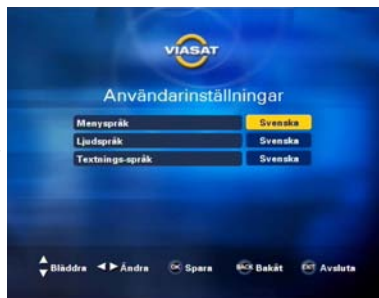 VIASAT
Användarinställningar
Menyspråk Svenska
Ljudspråk Svenska
Textnings-språk Svenska
Bläddra Ändra OK Spara BACK Bakåt EXIT Avsluta